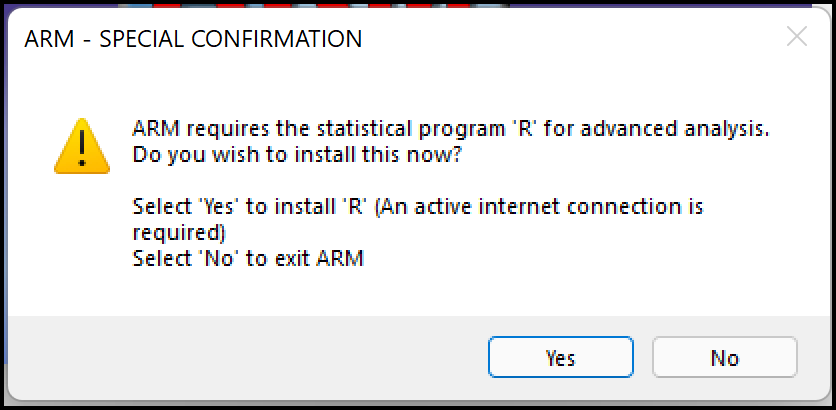 ARM - SPECIAL CONFIRMATION
ARM requires the statistical program 'R' for advanced analysis.
Do you wish to install this now?
Select 'Yes' to install 'R' (An active internet connection is
required)
Select 'No' to exit ARM
Yes
No